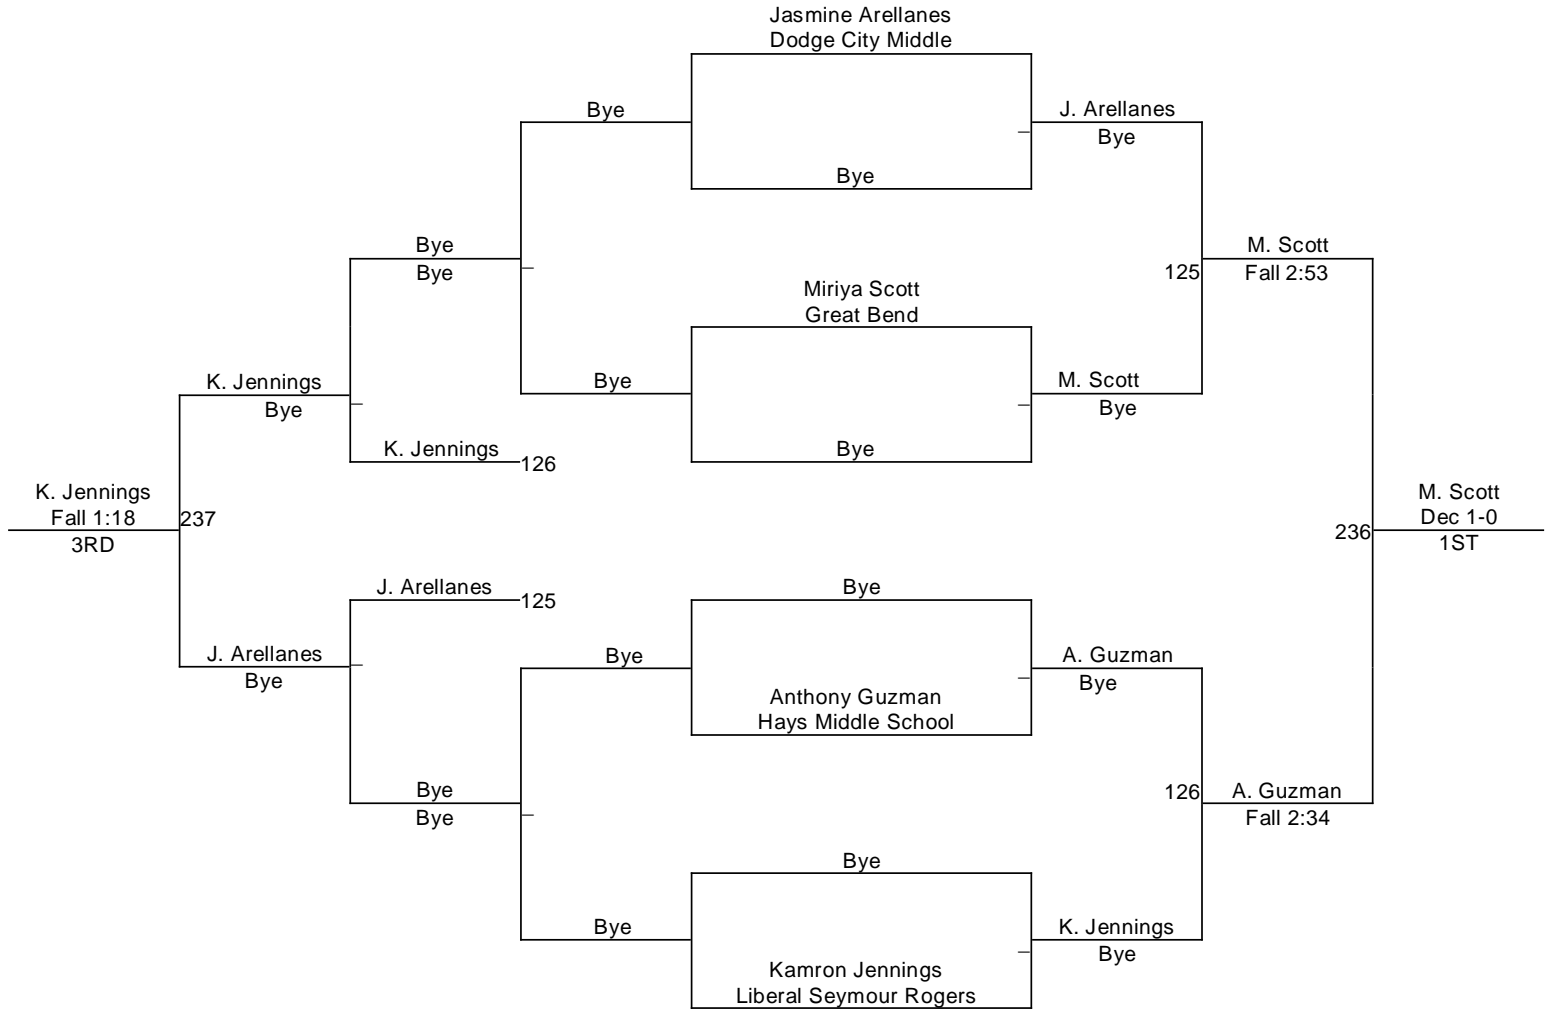 Jasmine Arellanes
Dodge City Middle
Bye
J. Arellanes
Bye
Bye
Bye
Bye
M. Scott
125
Fall 2:53
Miriya Scott
Great Bend
K. Jennings
Bye
Bye
M. Scott
Bye
K. Jennings
126
Bye
K. Jennings
Fall 1:18
237
3RD
M. Scott
Dec 1-0
236
1ST
J. Arellanes
125
Bye
J. Arellanes
Bye
Bye
A. Guzman
Bye
Anthony Guzman
Hays Middle School
Bye
Bye
126
A. Guzman
Fall 2:34
Bye
Bye
K. Jennings
Bye
Kamron Jennings
Liberal Seymour Rogers